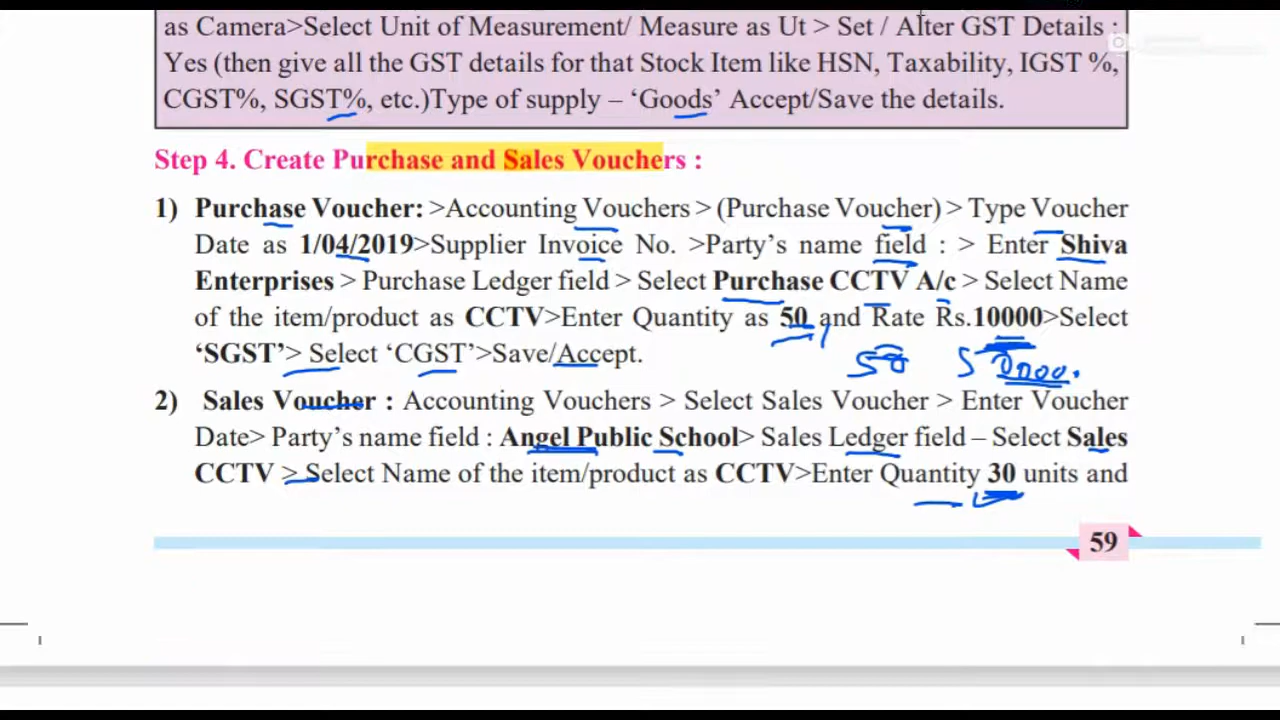 as Camera>Select Unit of Measurement/ Measure as Ut > Set / Alter GST Details :
Yes (then give all the GST details for that Stock Item like HSN, Taxability, IGST %,
CGST%, SGST%, etc.)Type of supply – ‘Goods’ Accept/Save the details.
Step 4. Create Purchase and Sales Vouchers :
1) Purchase Voucher: >Accounting Vouchers > (Purchase Voucher) > Type Voucher
Date as 1/04/2019>Supplier Invoice No. >Party’s name field : > Enter Shiva
Enterprises > Purchase Ledger field > Select Purchase CCTV A/c > Select Name
of the item/product as CCTV>Enter Quantity as 50 and Rate Rs.10000>Select
‘SGST’> Select ‘CGST’>Save/Accept.
50
2) Sales Voucher : Accounting Vouchers > Select Sales Voucher > Enter Voucher
Date> Party’s name field : Angel Public School> Sales Ledger field – Select Sales
CCTV > Select Name of the item/product as CCTV>Enter Quantity 30 units and
59